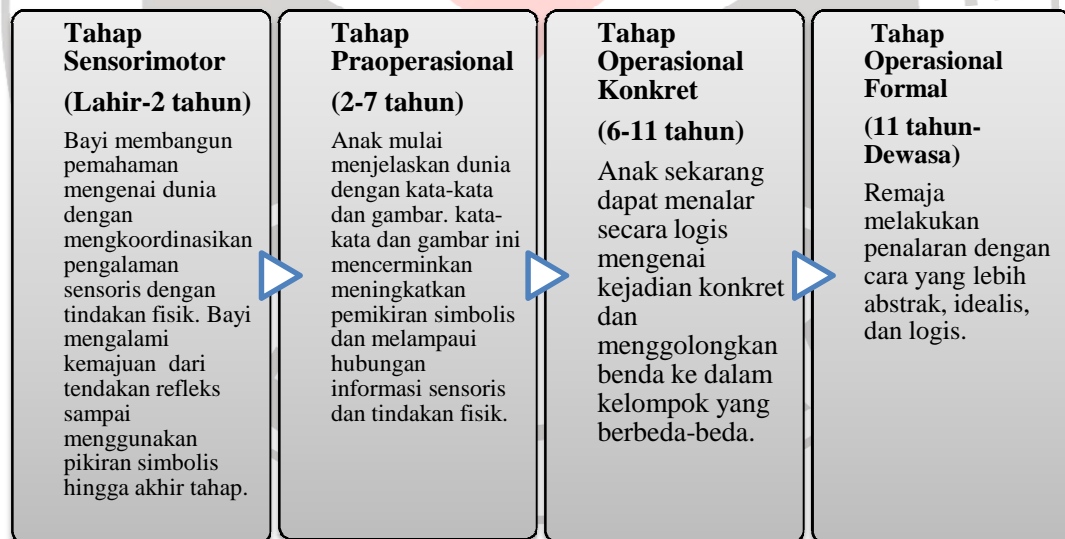 Tahap
Sensorimotor
(Lahir-2 tahun)
Bayi membangun
pemahaman
mengenai dunia
dengan
mengkoordinasikan
pengalaman
sensoris dengan
tindakan fisik. Bayi
mengalami
kemajuan dari
tendakan refleks
sampai
menggunakan
pikiran simbolis
hingga akhir tahap.
Tahap
Praoperasional
(2-7 tahun)
Anak mulai
menjelaskan dunia
dengan kata-kata
dan gambar. kata-
kata dan gambar ini
mencerminkan
meningkatkan
pemikiran simbolis
dan melampaui
hubungan
informasi sensoris
dan tindakan fisik.
Tahap
Operasional
Konkret
(6-11 tahun)
Anak sekarang
dapat menalar
secara logis
mengenai
kejadian konkret
dan
menggolongkan
benda ke dalam
kelompok yang
berbeda-beda.
Tahap
Operasional
Formal
(11 tahun-
Dewasa)
Remaja
melakukan
penalaran dengan
cara yang lebih
abstrak, idealis,
dan logis.